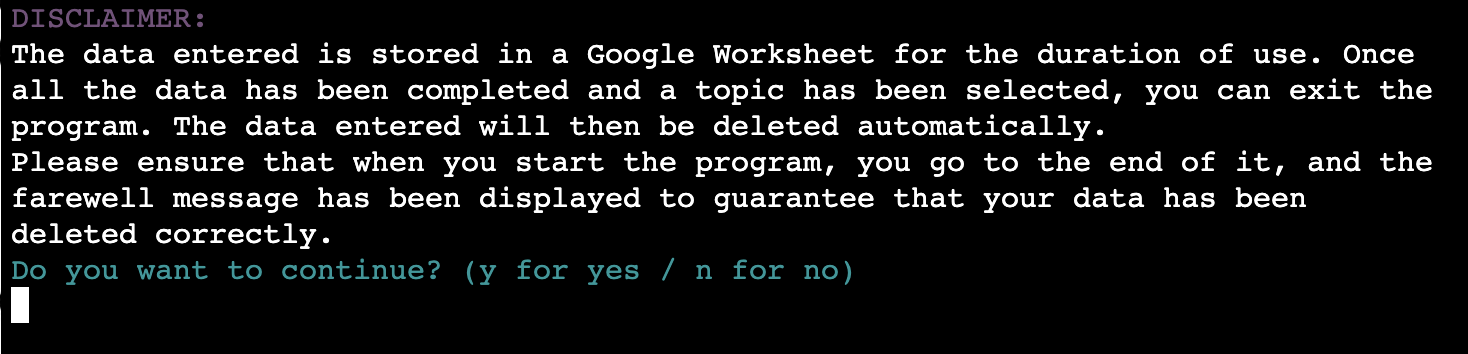 DISCLAIMER:
The data entered is stored in a Google Worksheet for the duration of use. Once
all the data has been completed and a topic has been selected, you can exit the
program. The data entered will then be deleted automatically.
Please ensure that when you start the program, you go to the end of it, and the
farewell message has been displayed to guarantee that your data has been
deleted correctly.
Do you want to continue? (y for yes / n for no)